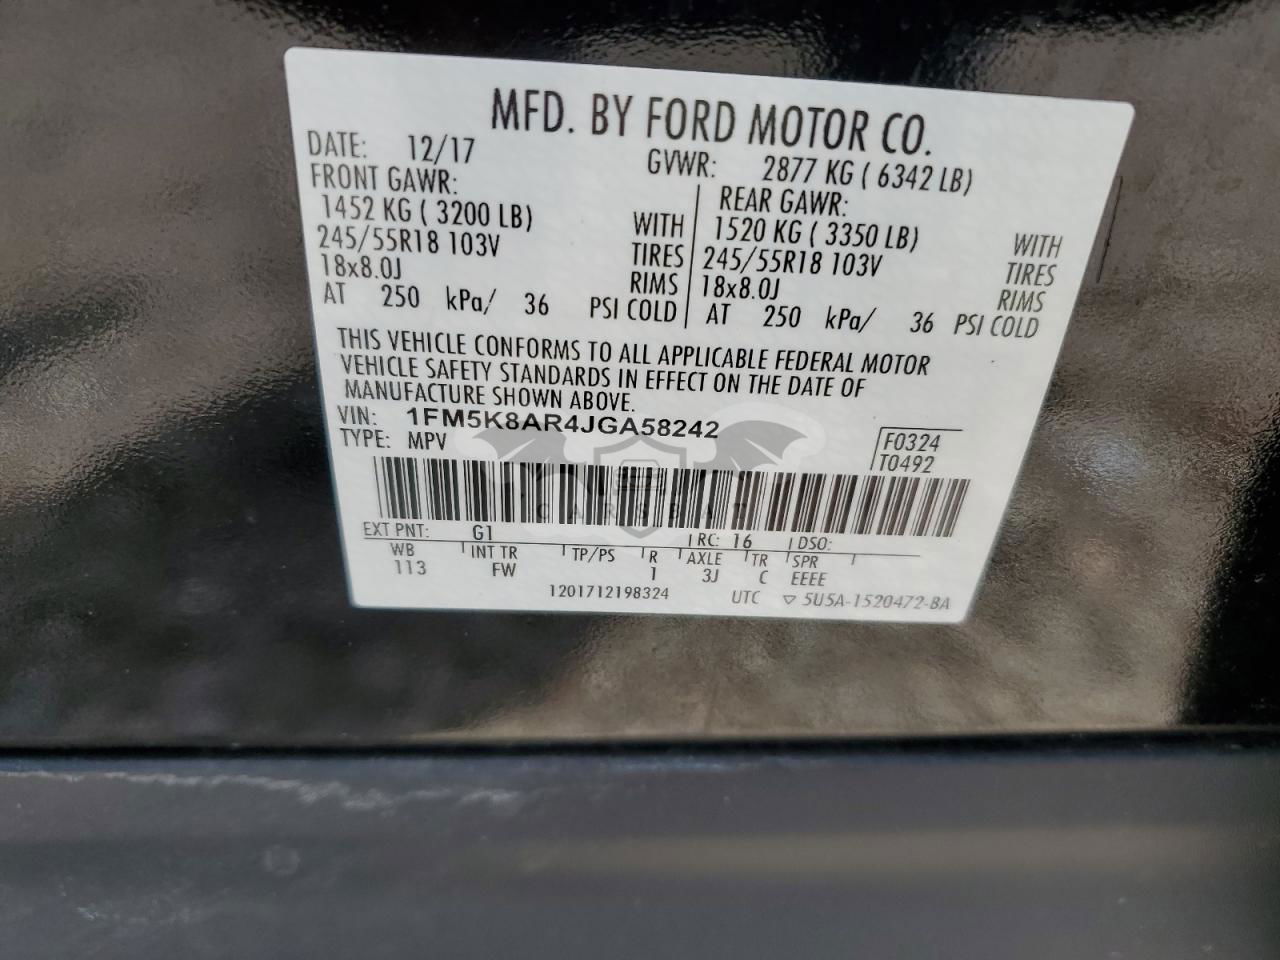 MFD. BY FORD MOTOR CO.
DATE: 12/17 GVWR: 2877 KG ( 6342 LB)
FRONT GAWR: REAR GAWR:
1452 KG ( 3200 LB) WITH 1520 KG ( 3350 LB) WITH
245/55R18 103V TIRES 245/55R18 103V TIRES
18x8.0J RIMS 18x8.0J RIMS
AT 250 kPa/ 36 PSI COLD AT 250 kPa/ 36 PSI COLD
THIS VEHICLE CONFORMS TO ALL APPLICABLE FEDERAL MOTOR
VEHICLE SAFETY STANDARDS IN EFFECT ON THE DATE OF
MANUFACTURE SHOWN ABOVE.
VIN: 1FM5K8AR4JGA58242
TYPE: MPV
F0324
T0492
CARSBAT
EXT PNT: G1 RC: 16 DSO:
WB INT TR TP/PS R AXLE TR SPR
113 FW 1 3J C EEEE
1201712198324 UTC ▽ 5U5A-1520472-BA